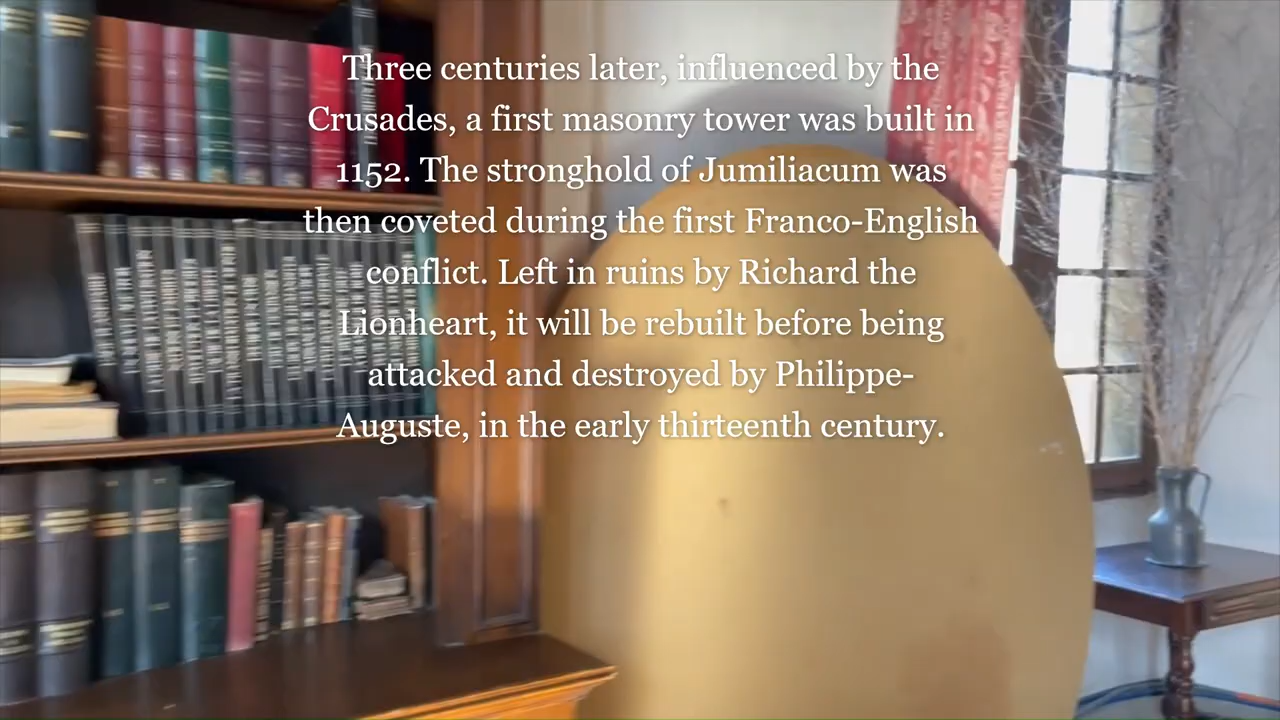 Three centuries later, influenced by the
Crusades, a first masonry tower was built in
1152. The stronghold of Jumiliacum was
then coveted during the first Franco-English
conflict. Left in ruins by Richard the
Lionheart, it will be rebuilt before being
attacked and destroyed by Philippe-
Auguste, in the early thirteenth century.